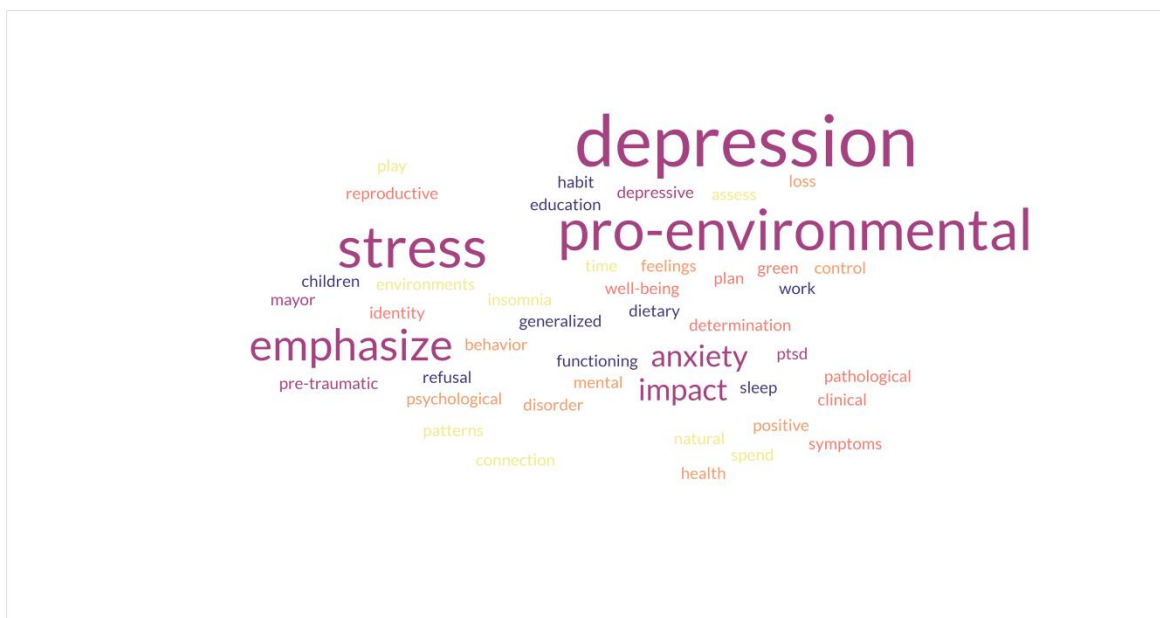 depression
play
habit
depressive
assess
loss
reproductive
education
pro-environmental
stress
time
feelings
plan
green
control
children
environments
well-being
work
mayor
insomnia
identity
generalized
dietary
determination
emphasize
behavior
functioning
anxiety
ptsd
pre-traumatic
refusal
mental
impact
sleep
pathological
psychological
disorder
clinical
patterns
natural
positive
symptoms
connection
spend
health